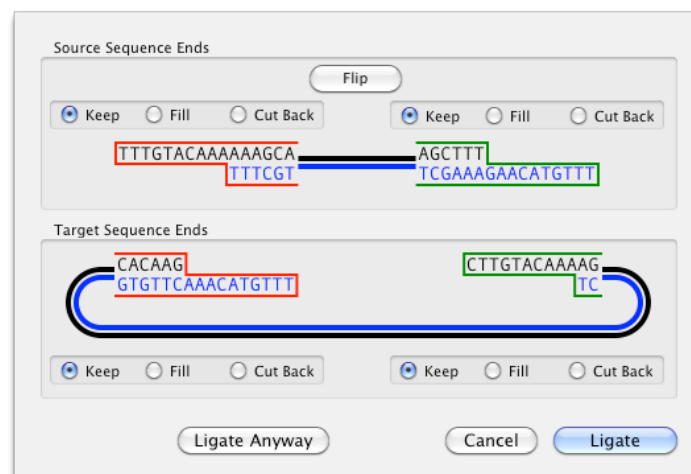 Source Sequence Ends
Flip
Keep Fill Cut Back Keep Fill Cut Back
TTTGTACAAAAAAGCA AGCTTT
TTTCGT TCGAAAGAACATGTTT
Target Sequence Ends
CACAAG CTTGTACAAAAG
GTGTTCAAACATGTTT TC
Keep Fill Cut Back Keep Fill Cut Back
Ligate Anyway Cancel Ligate